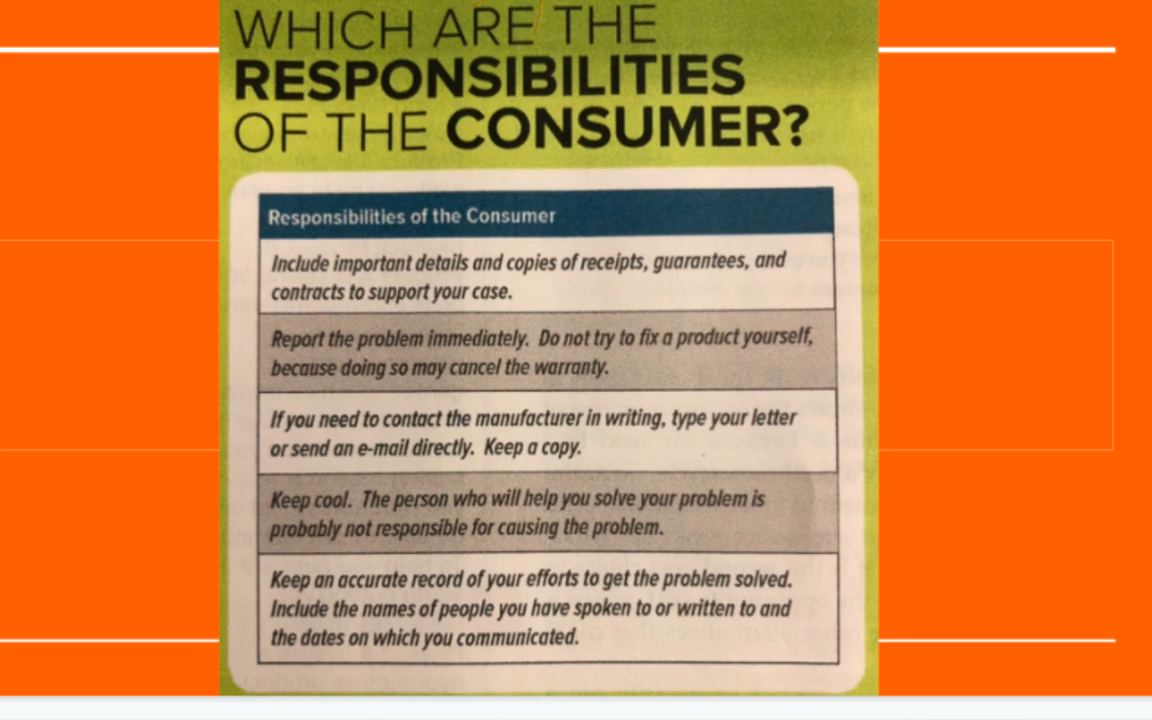 WHICH ARE THE
RESPONSIBILITIES
OF THE CONSUMER?
Responsibilities of the Consumer
Include important details and copies of receipts, guarantees, and
contracts to support your case.
Report the problem immediately. Do not try to fix a product yourself,
because doing so may cancel the warranty.
If you need to contact the manufacturer in writing, type your letter
or send an e-mail directly. Keep a copy.
Keep cool. The person who will help you solve your problem is
probably not responsible for causing the problem.
Keep an accurate record of your efforts to get the problem solved.
Include the names of people you have spoken to or written to and
the dates on which you communicated.